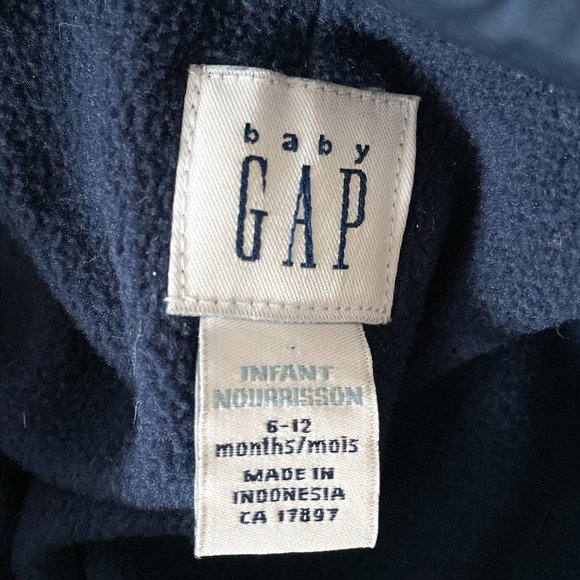 baby
GAP
INFANT
NOURRISSON
6-12
months/mois
MADE IN
INDONESIA
CA 17897